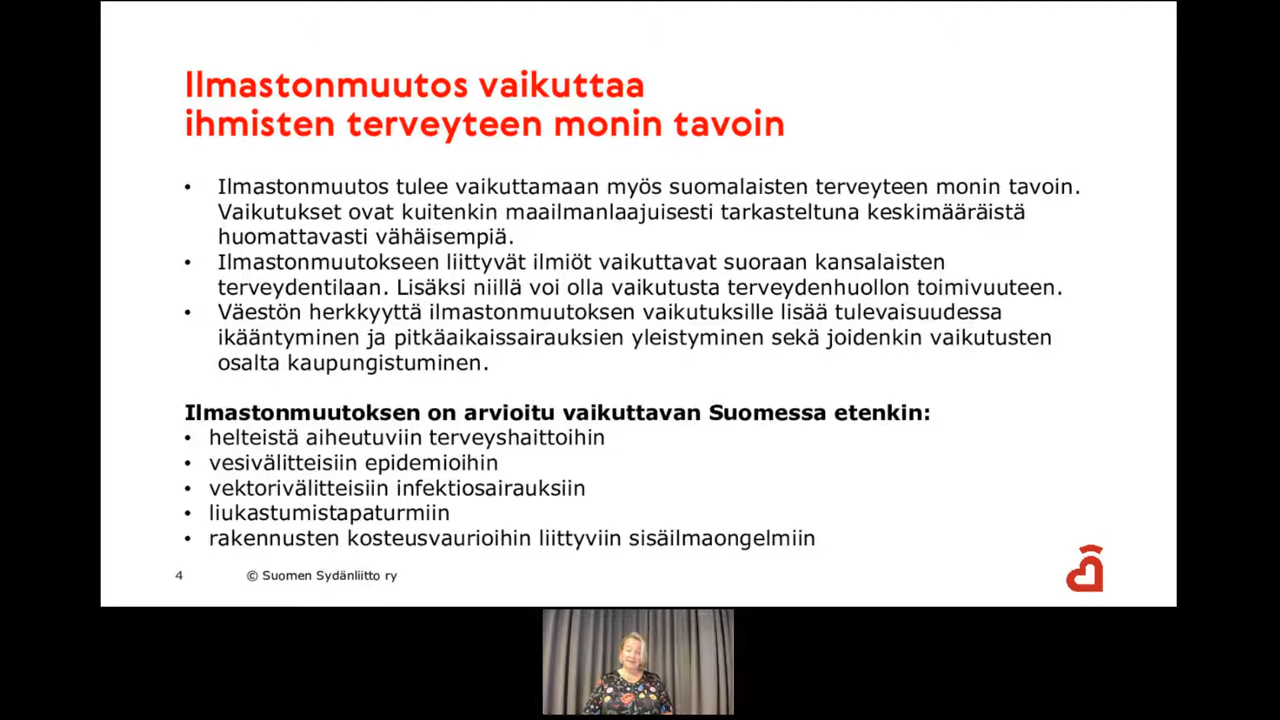 Ilmastonmuutos vaikuttaa
ihmisten terveyteen monin tavoin
• Ilmastonmuutos tulee vaikuttamaan myös suomalaisten terveyteen monin tavoin.
Vaikutukset ovat kuitenkin maailmanlaajuisesti tarkasteltuna keskimääräistä
huomattavasti vähäisempiä.
• Ilmastonmuutokseen liittyvät ilmiöt vaikuttavat suoraan kansalaisten
terveydentilaan. Lisäksi niillä voi olla vaikutusta terveydenhuollon toimivuuteen.
• Väestön herkkyyttä ilmastonmuutoksen vaikutuksille lisää tulevaisuudessa
ikääntyminen ja pitkäaikaissairauksien yleistyminen sekä joidenkin vaikutusten
osalta kaupungistuminen.
Ilmastonmuutoksen on arvioitu vaikuttavan Suomessa etenkin:
• helteistä aiheutuviin terveyshaittoihin
• vesivälitteisiin epidemioihin
• vektorivälitteisiin infektiosairauksiin
• liukastumistapaturmiin
• rakennusten kosteusvaurioihin liittyviin sisäilmaongelmiin
4 © Suomen Sydänliitto ry